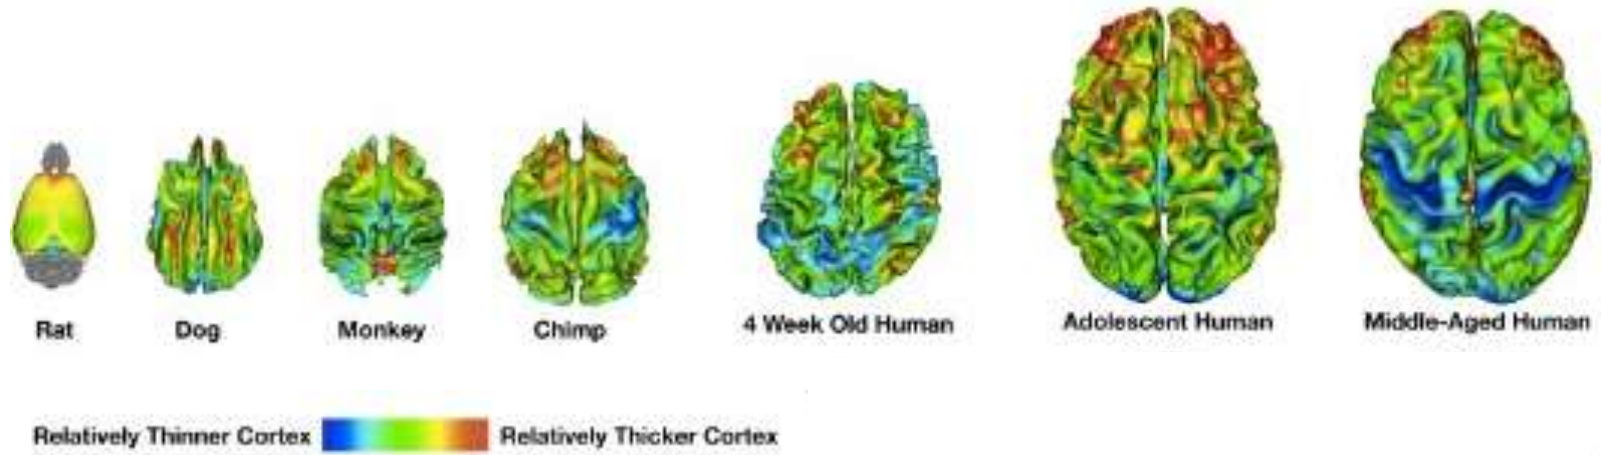 Rat
Dog
Monkey
Chimp
4 Week Old Human
Adolescent Human
Middle-Aged Human
Relatively Thinner Cortex
Relatively Thicker Cortex